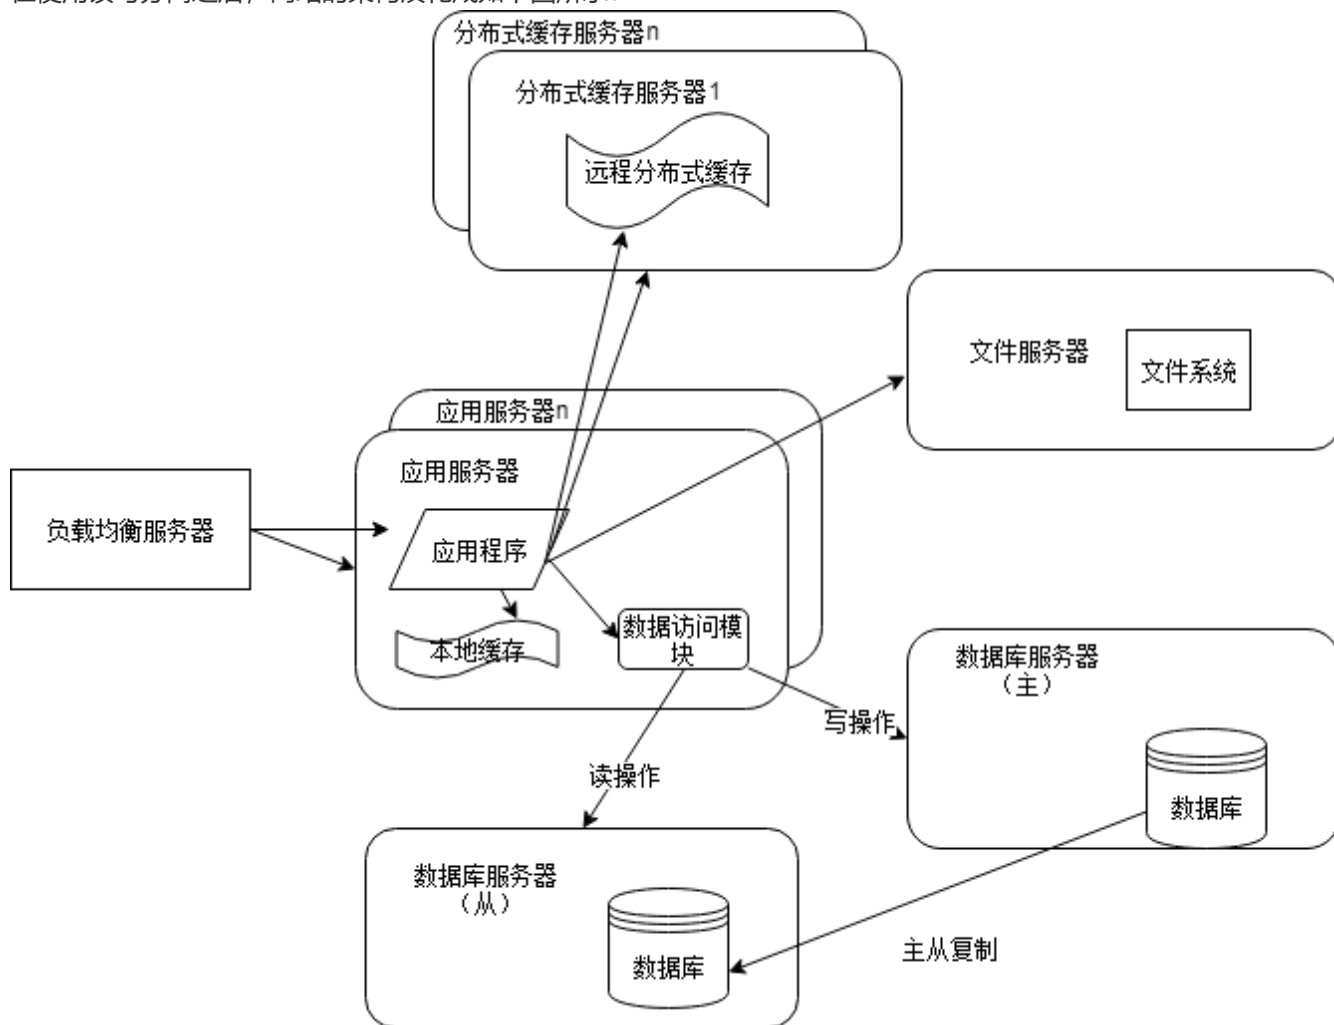 分布式缓存服务器n
分布式缓存服务器1
远程分布式缓存
文件服务器
文件系统
应用服务器n
应用服务器
负载均衡服务器
应用程序
本地缓存
数据访问模
块
数据库服务器
（主）
写操作
读操作
数据库
数据库服务器
（从）
数据库
主从复制